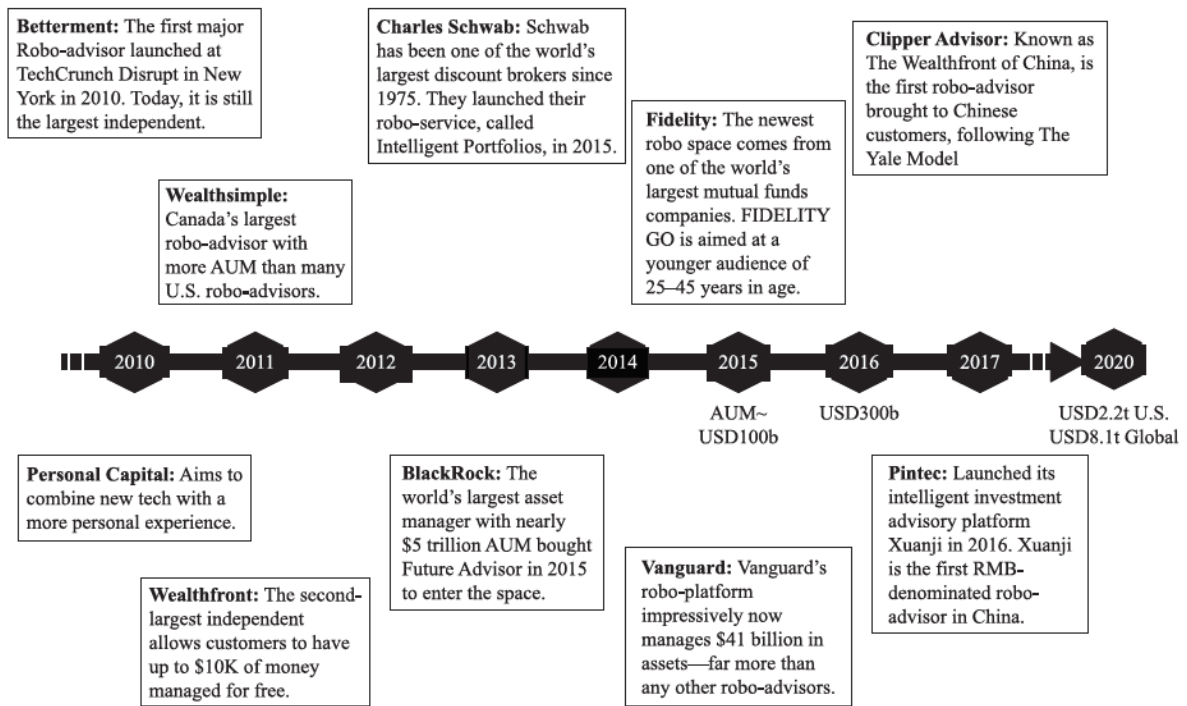 Betterment: The first major
Robo-advisor launched at
TechCrunch Disrupt in New
York in 2010. Today, it is still
the largest independent.
Charles Schwab: Schwab
has been one of the world's
largest discount brokers since
1975. They launched their
robo-service, called
Intelligent Portfolios, in 2015.
Clipper Advisor: Known as
The Wealthfront of China, is
the first robo-advisor
brought to Chinese
customers, following The
Yale Model
Fidelity: The newest
robo space comes from
one of the world's
largest mutual funds
companies. FIDELITY
GO is aimed at a
younger audience of
25–45 years in age.
Wealthsimple:
Canada's largest
robo-advisor with
more AUM than many
U.S. robo-advisors.
2010 2011 2012 2013 2014 2015 2016 2017 2020
AUM~
USD100b
USD300b
USD2.2t U.S.
USD8.1t Global
Personal Capital: Aims to
combine new tech with a
more personal experience.
BlackRock: The
world's largest asset
manager with nearly
$5 trillion AUM bought
Future Advisor in 2015
to enter the space.
Pintec: Launched its
intelligent investment
advisory platform
Xuanji in 2016. Xuanji
is the first RMB-
denominated robo-
advisor in China.
Wealthfront: The second-
largest independent
allows customers to have
up to $10K of money
managed for free.
Vanguard: Vanguard's
robo-platform
impressively now
manages $41 billion in
assets—far more than
any other robo-advisors.